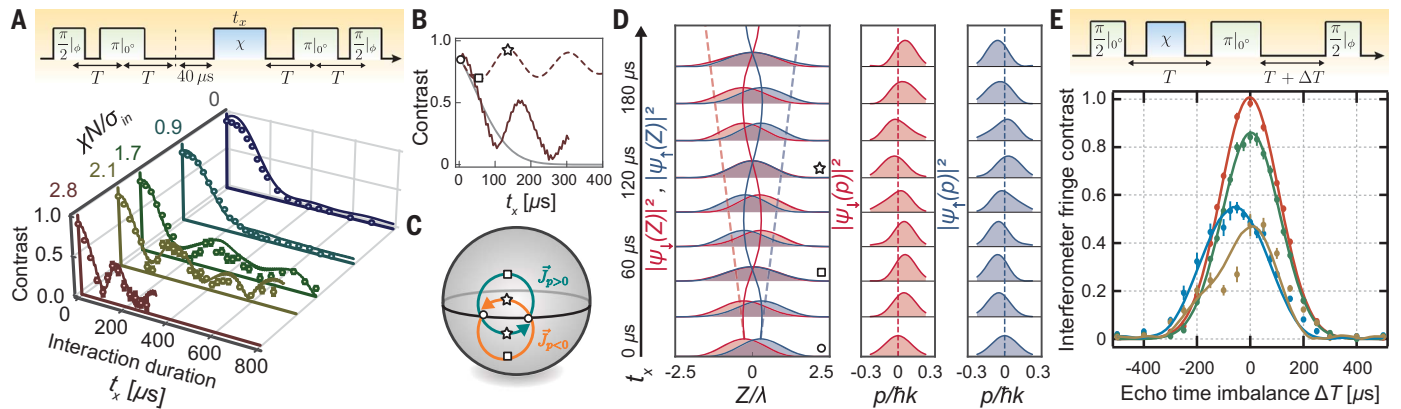 A
t_x
π/2|ϕ
π|0°
χ
π|0°
π/2|ϕ
T
T
40 μs
T
T
χN/σin
0
0.9
1.7
2.1
2.8
1.0
0.5
0.0
Contrast
0
200
400
600
800
Interaction duration
t_x [μs]
B
1.0
0.5
0
Contrast
0
100
200
300
400
t_x [μs]
C
J⃗p>0
J⃗p<0
D
t_x
0 μs
60 μs
120 μs
180 μs
|ψ↓(Z)|², |ψ↑(Z)|²
-2.5
0
2.5
Z/λ
|ψ↓(p)|²
-0.3
0
0.3
p/ħk
|ψ↑(p)|²
-0.3
0
0.3
p/ħk
E
π/2|0°
χ
π|0°
π/2|ϕ
T
T + ΔT
1.0
0.8
0.6
0.4
0.2
0
Interferometer fringe contrast
-400
-200
0
200
400
Echo time imbalance ΔT [μs]